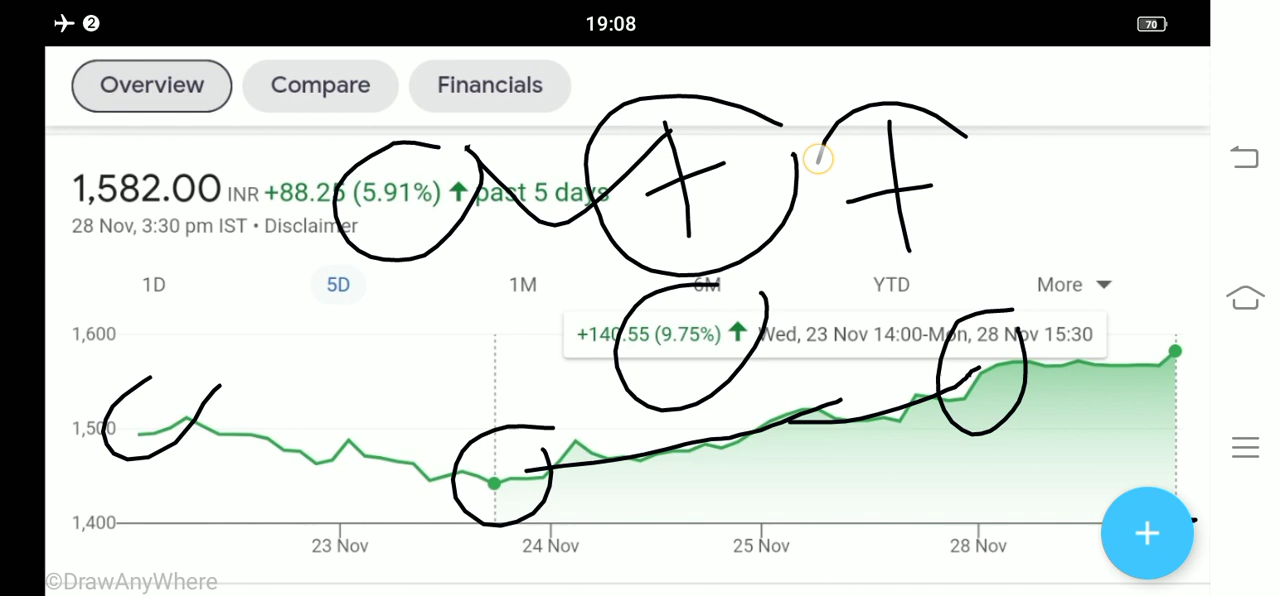 2 19:08 70
Overview Compare Financials
1,582.00 INR +88.25 (5.91%) ↑ past 5 days
28 Nov, 3:30 pm IST • Disclaimer
1D 5D 1M 6M YTD More
+140.55 (9.75%) ↑ Wed, 23 Nov 14:00-Mon, 28 Nov 15:30
1,600
1,500
1,400
23 Nov 24 Nov 25 Nov 28 Nov
©DrawAnyWhere